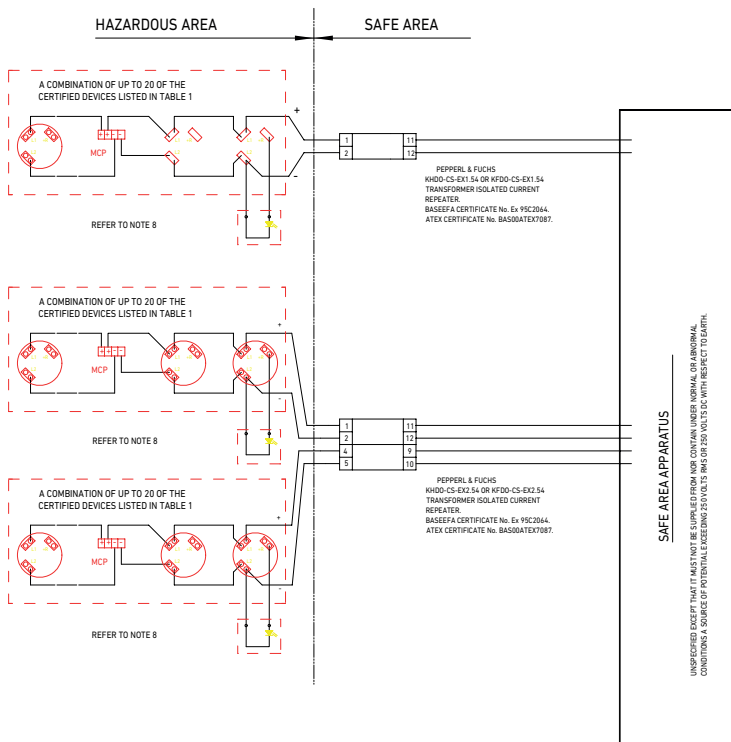 HAZARDOUS AREA
SAFE AREA
A COMBINATION OF UP TO 20 OF THE
CERTIFIED DEVICES LISTED IN TABLE 1
+
+ + - -
MCP
-
1
2
11
12
PEPPERL & FUCHS
KHDO-CS-EX1.54 OR KFDO-CS-EX1.54
TRANSFORMER ISOLATED CURRENT
REPEATER.
BASEEFA CERTIFICATE No. Ex 95C2064.
ATEX CERTIFICATE No. BAS00ATEX7087.
REFER TO NOTE 8
A COMBINATION OF UP TO 20 OF THE
CERTIFIED DEVICES LISTED IN TABLE 1
+
+ + - -
MCP
-
REFER TO NOTE 8
1
2
4
5
11
12
9
10
PEPPERL & FUCHS
KHDO-CS-EX2.54 OR KFDO-CS-EX2.54
TRANSFORMER ISOLATED CURRENT
REPEATER.
BASEEFA CERTIFICATE No. Ex 95C2064.
ATEX CERTIFICATE No. BAS00ATEX7087.
A COMBINATION OF UP TO 20 OF THE
CERTIFIED DEVICES LISTED IN TABLE 1
+
+ + - -
MCP
-
REFER TO NOTE 8
SAFE AREA APPARATUS
UNSPECIFIED EXCEPT THAT IT MUST NOT BE SUPPLIED FROM NOR CONTAIN UNDER NORMAL OR ABNORMAL
CONDITIONS A SOURCE OF POTENTIAL EXCEEDING 250 VOLTS RMS OR 250 VOLTS DC WITH RESPECT TO EARTH.